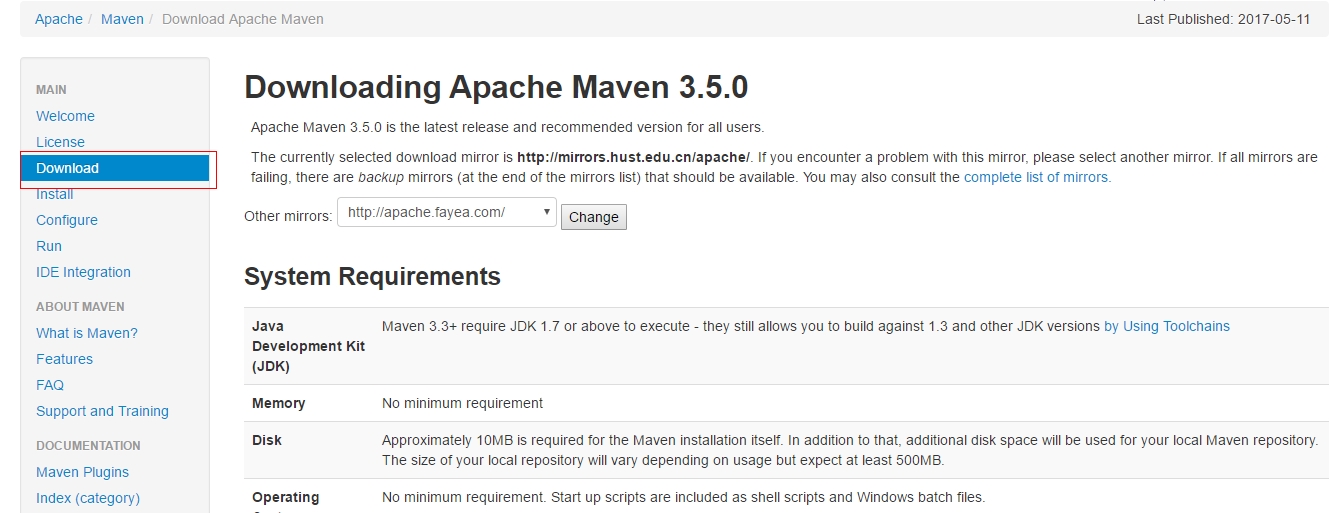 Apache / Maven / Download Apache Maven
Last Published: 2017-05-11
MAIN
Welcome
License
Download
Install
Configure
Run
IDE Integration
ABOUT MAVEN
What is Maven?
Features
FAQ
Support and Training
DOCUMENTATION
Maven Plugins
Index (category)
Downloading Apache Maven 3.5.0
Apache Maven 3.5.0 is the latest release and recommended version for all users.
The currently selected download mirror is http://mirrors.hust.edu.cn/apache/. If you encounter a problem with this mirror, please select another mirror. If all mirrors are
failing, there are backup mirrors (at the end of the mirrors list) that should be available. You may also consult the complete list of mirrors.
Other mirrors: http://apache.fayea.com/ Change
System Requirements
Java
Development Kit
(JDK)
Maven 3.3+ require JDK 1.7 or above to execute - they still allows you to build against 1.3 and other JDK versions by Using Toolchains
Memory
No minimum requirement
Disk
Approximately 10MB is required for the Maven installation itself. In addition to that, additional disk space will be used for your local Maven repository.
The size of your local repository will vary depending on usage but expect at least 500MB.
Operating
No minimum requirement. Start up scripts are included as shell scripts and Windows batch files.